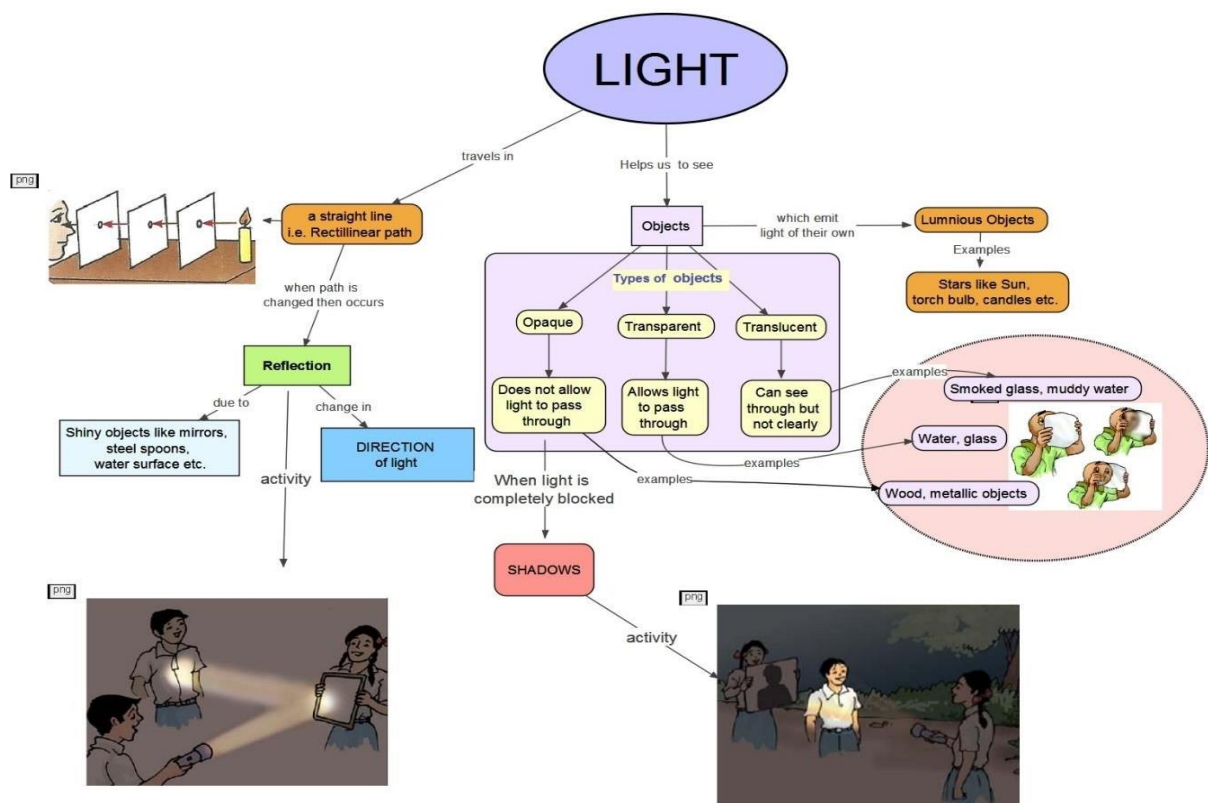 LIGHT
travels in
Helps us to see
png
a straight line
i.e. Rectillinear path
Objects
which emit
light of their own
Lumnious Objects
Examples
Stars like Sun,
torch bulb, candles etc.
when path is
changed then occurs
Types of objects
Opaque
Transparent
Translucent
Reflection
Does not allow
light to pass
through
Allows light
to pass
through
Can see
through but
not clearly
examples
Smoked glass, muddy water
due to
change in
Shiny objects like mirrors,
steel spoons,
water surface etc.
DIRECTION
of light
activity
When light is
completely blocked
examples
Water, glass
examples
Wood, metallic objects
SHADOWS
activity
png
png